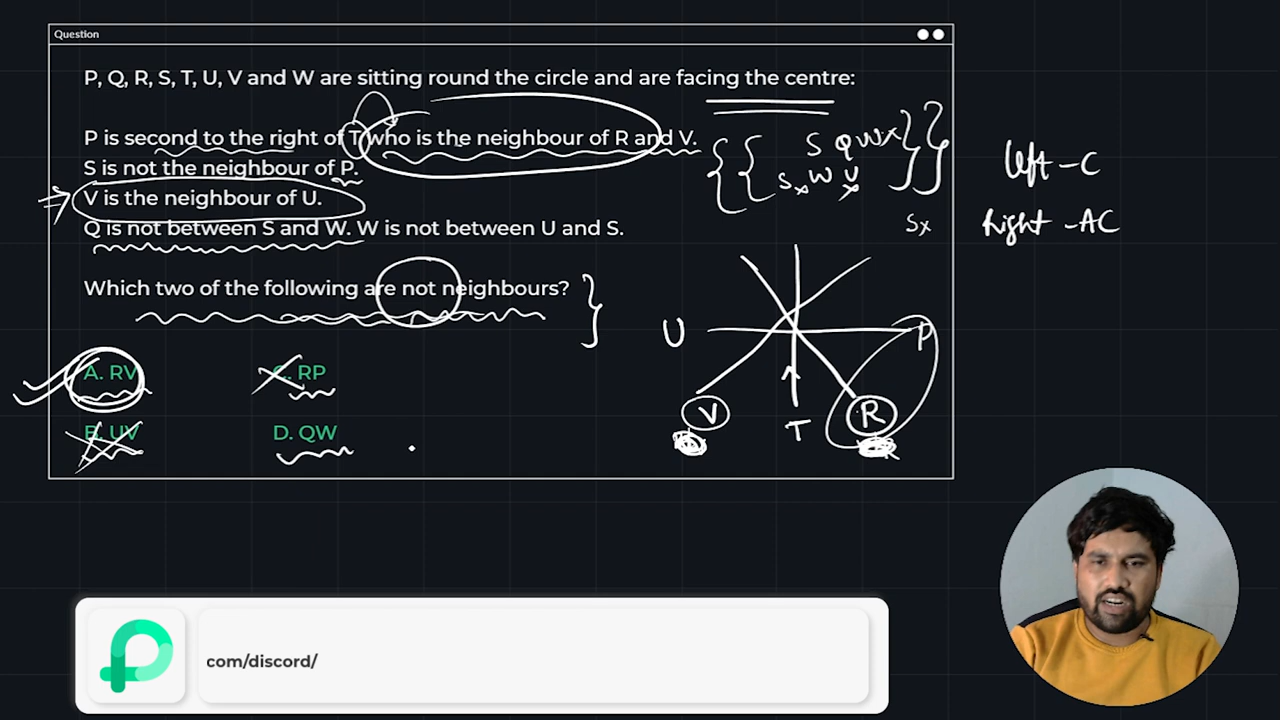 Question
P, Q, R, S, T, U, V and W are sitting round the circle and are facing the centre:
P is second to the right of T who is the neighbour of R and V.
S is not the neighbour of P.
V is the neighbour of U.
Q is not between S and W. W is not between U and S.
Which two of the following are not neighbours?
A. RV
C. RP
B. UV
D. QW
S Q W x
S x W U x
S x
left - C
Right - AC
U
P
V
T
R
com/discord/